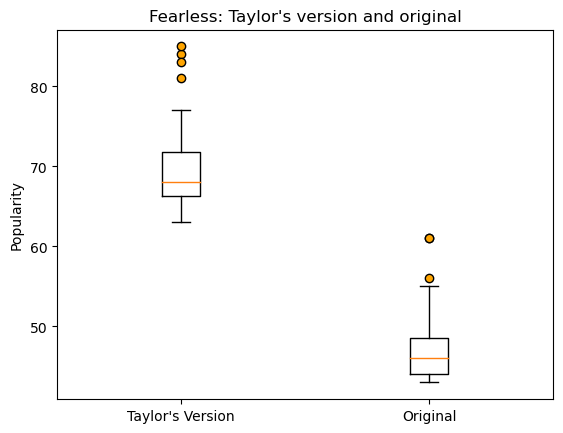 Fearless: Taylor's version and original
Popularity
80
70
60
50
Taylor's Version
Original